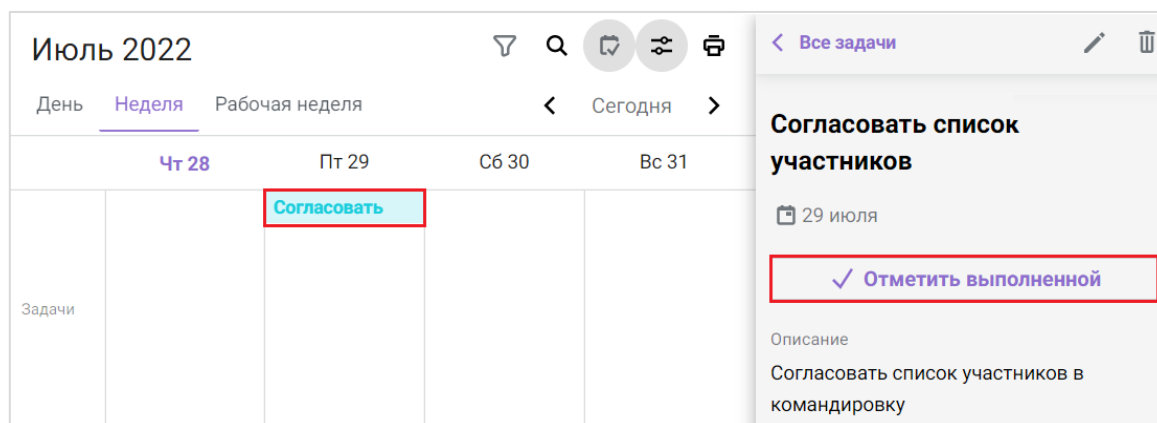 Июль 2022
День Неделя Рабочая неделя Сегодня
Чт 28 Пт 29 Сб 30 Вс 31
Согласовать
Задачи
Все задачи
Согласовать список
участников
29 июля
Отметить выполненной
Описание
Согласовать список участников в
командировку